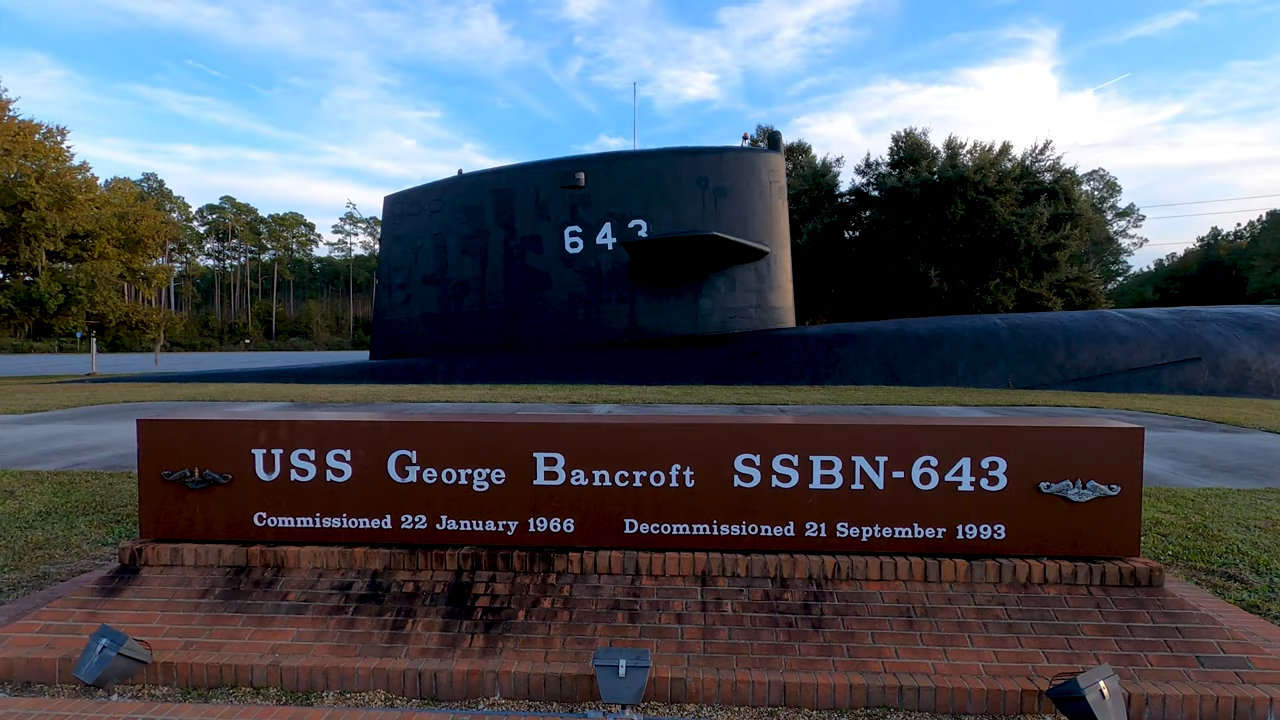 643
USS George Bancroft SSBN-643
Commissioned 22 January 1966 Decommissioned 21 September 1993